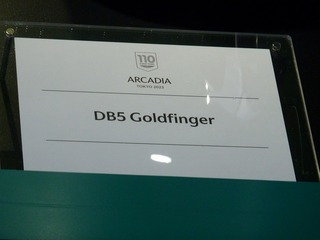 110
ARCADIA
TOKYO 2023
DB5 Goldfinger